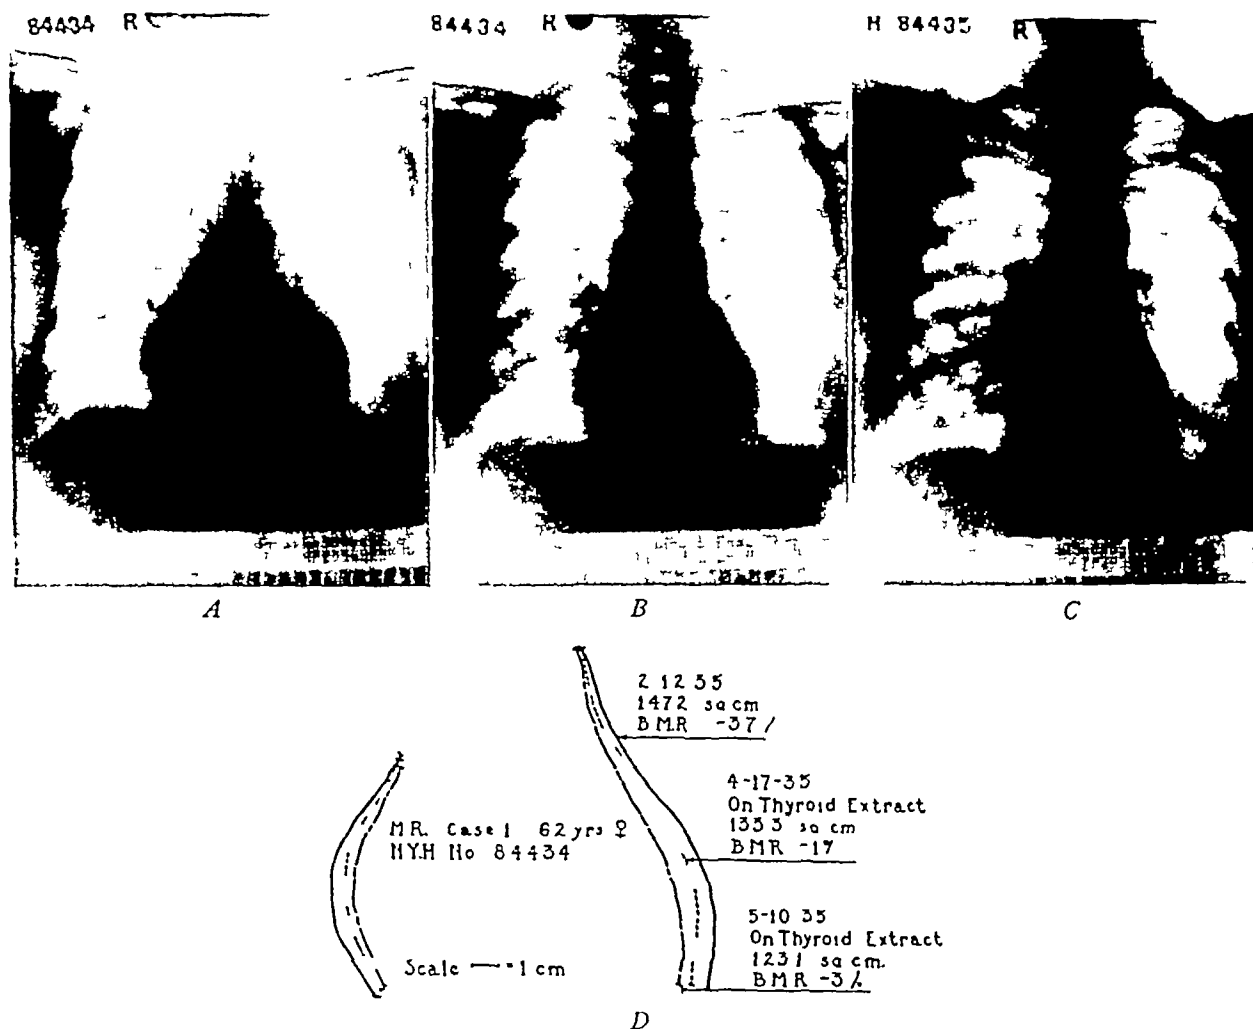 84434 R
84434 R
H 84435 R
A
B
C
2 12 35
1472 sq cm
BMR -37/
4-17-35
On Thyroid Extract
1353 sq cm
BMR -17
M.R. Case 1 62 yrs ♀
N.Y.H No 84434
5-10 35
On Thyroid Extract
1231 sq cm.
BMR -3%
Scale — -1 cm
D